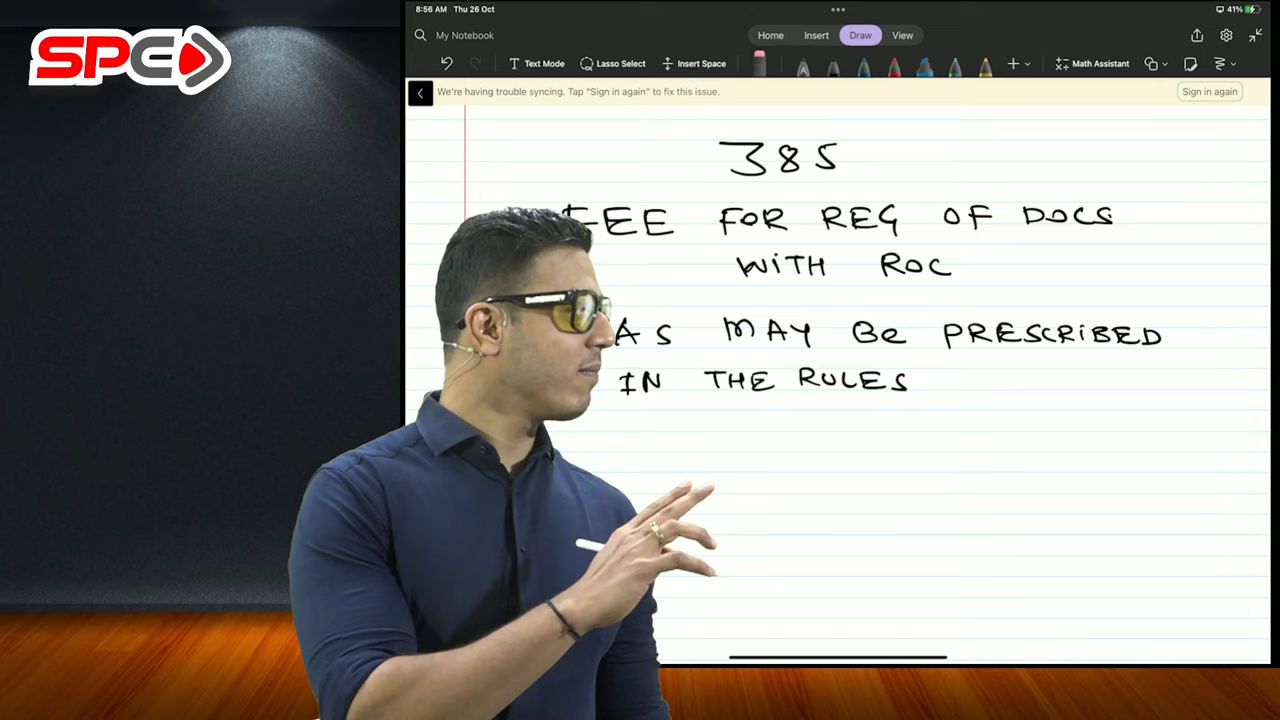 SPE
8:56 AM Thu 26 Oct
41%
My Notebook
Home Insert Draw View
Text Mode Lasso Select Insert Space Math Assistant
We're having trouble syncing. Tap "Sign in again" to fix this issue.
Sign in again
385
FEE FOR REG OF DOCS
WITH ROC
AS MAY BE PRESCRIBED
IN THE RULES